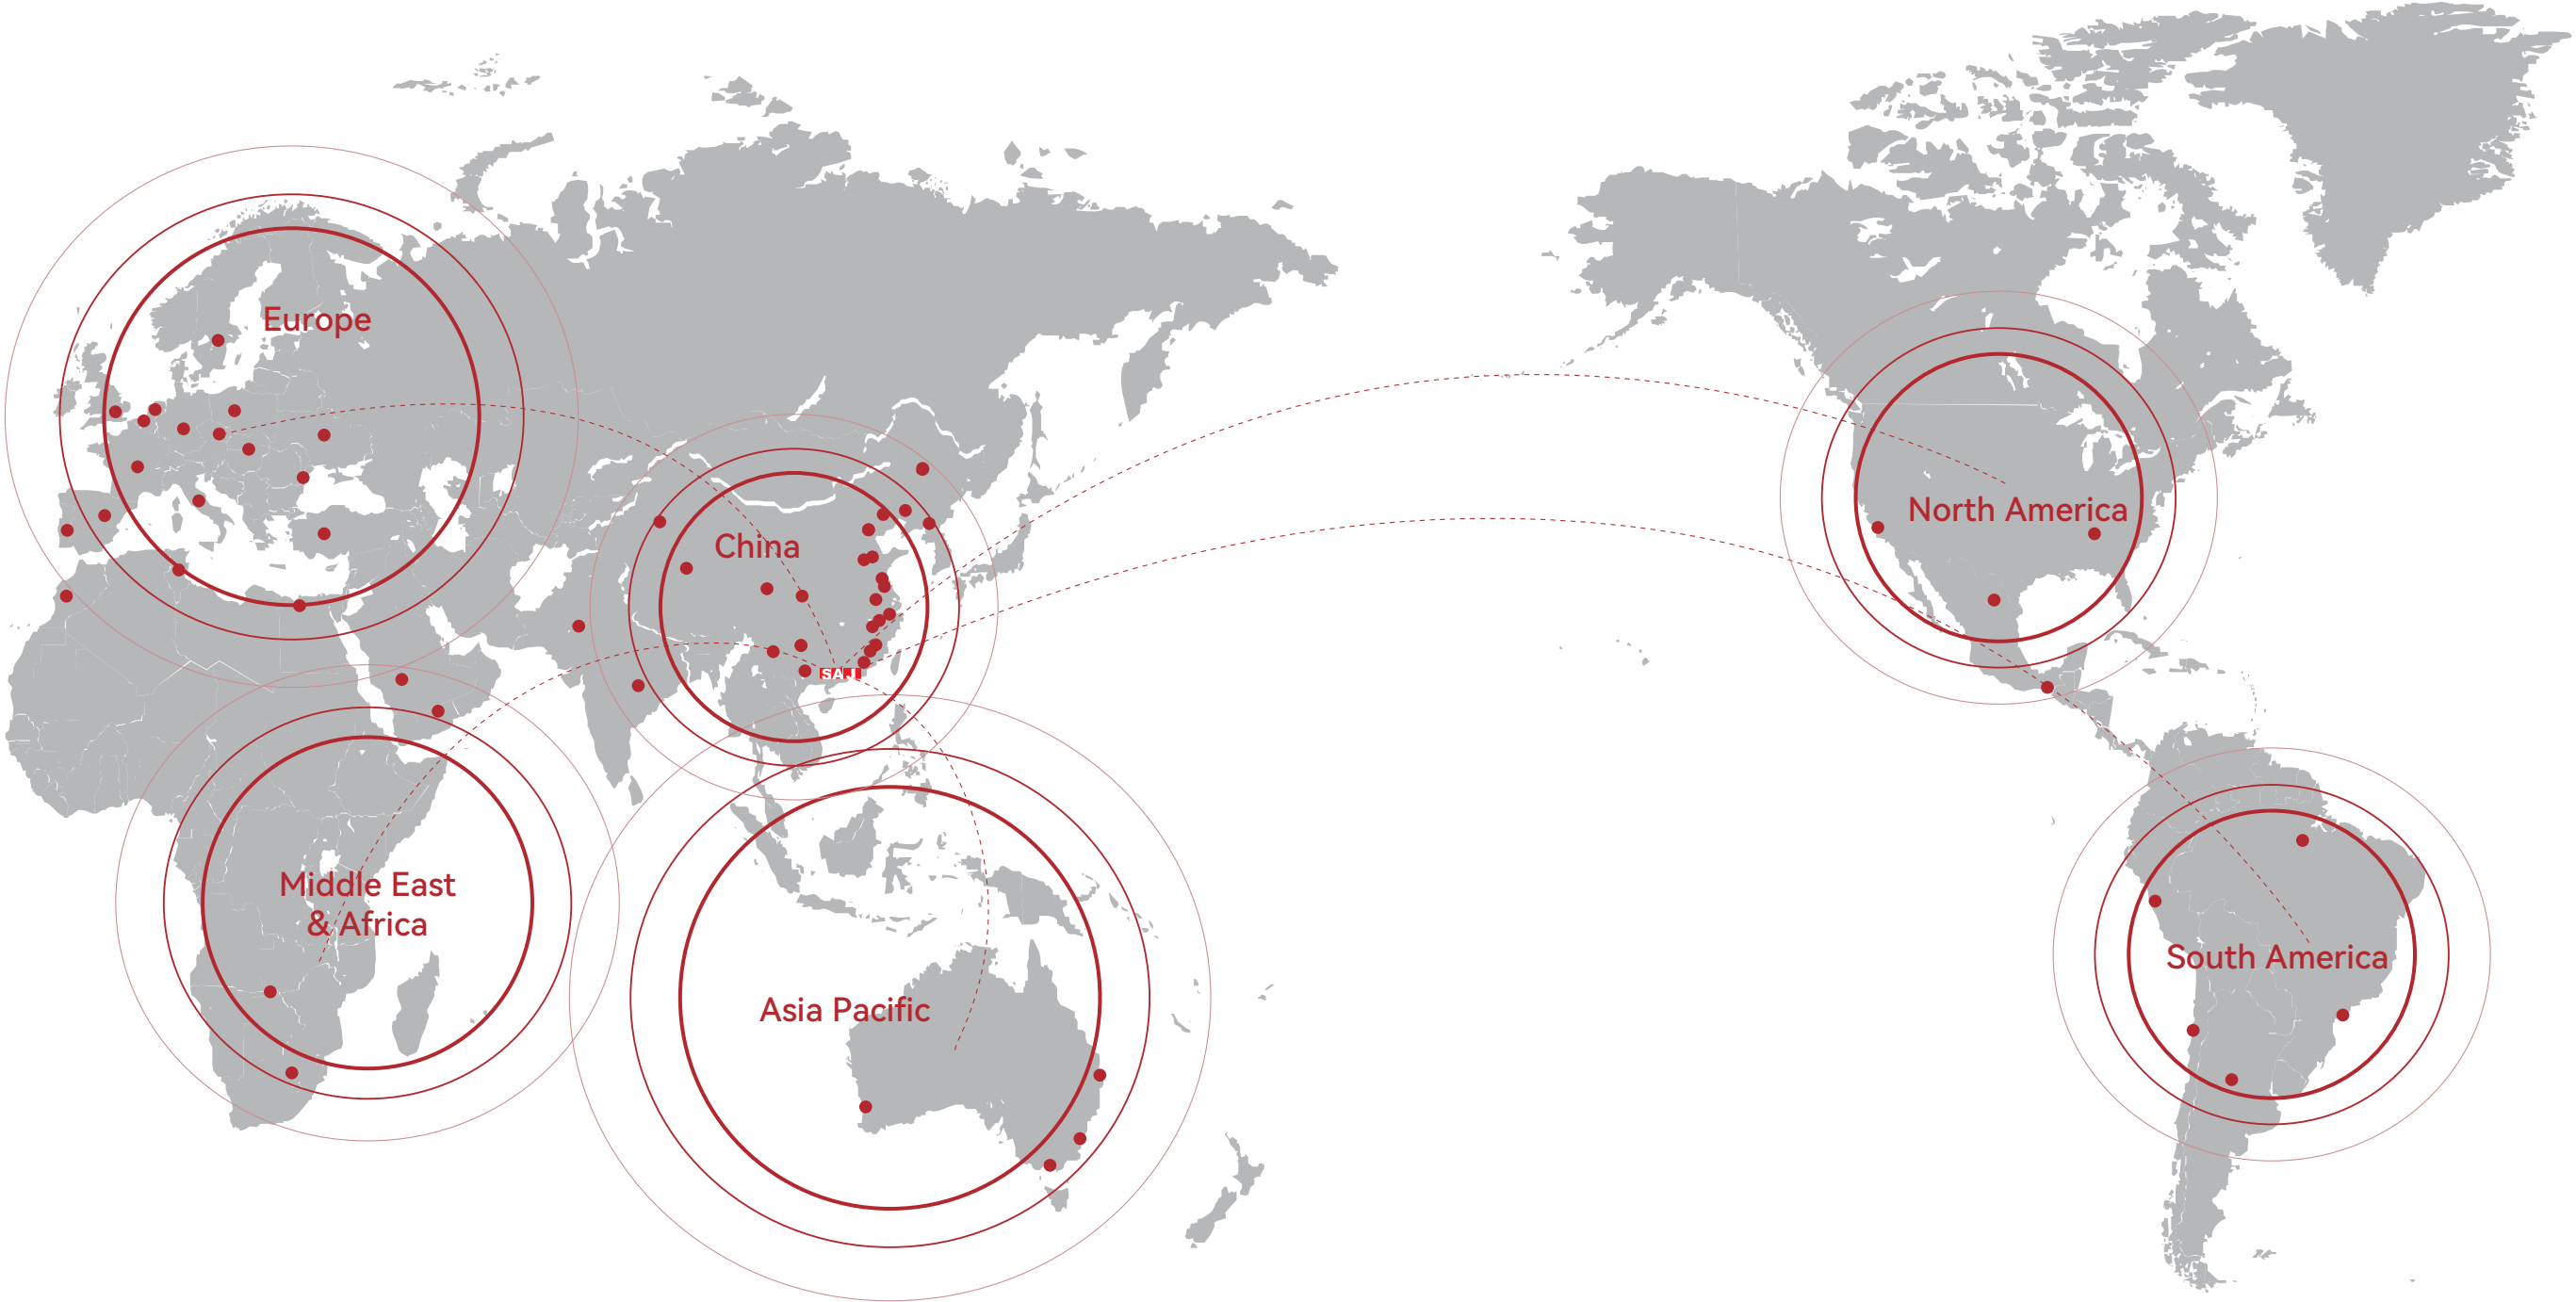 Europe
China
SAJ
North America
Middle East
& Africa
South America
Asia Pacific